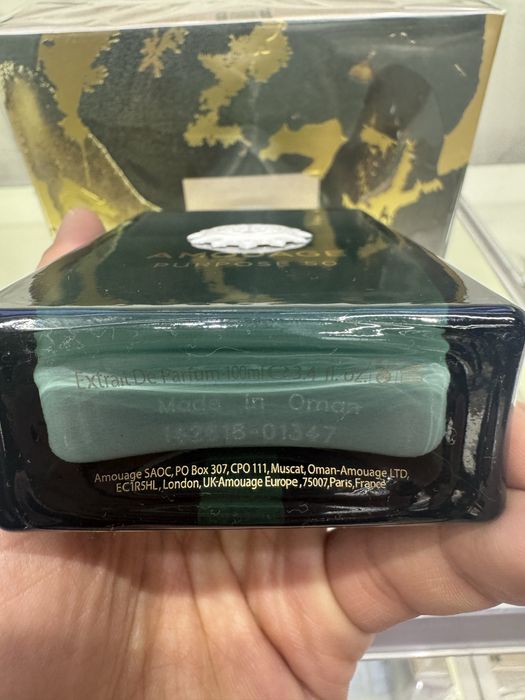 AMOUAGE
PURPOSE 50
Extrait De Parfum 100ml ℮ 3.4 fl. oz.
Made in Oman
-01347
Amouage SAOC, PO Box 307, CPO 111, Muscat, Oman-Amouage LTD,
EC1R5HL, London, UK-Amouage Europe, 75007, Paris, France